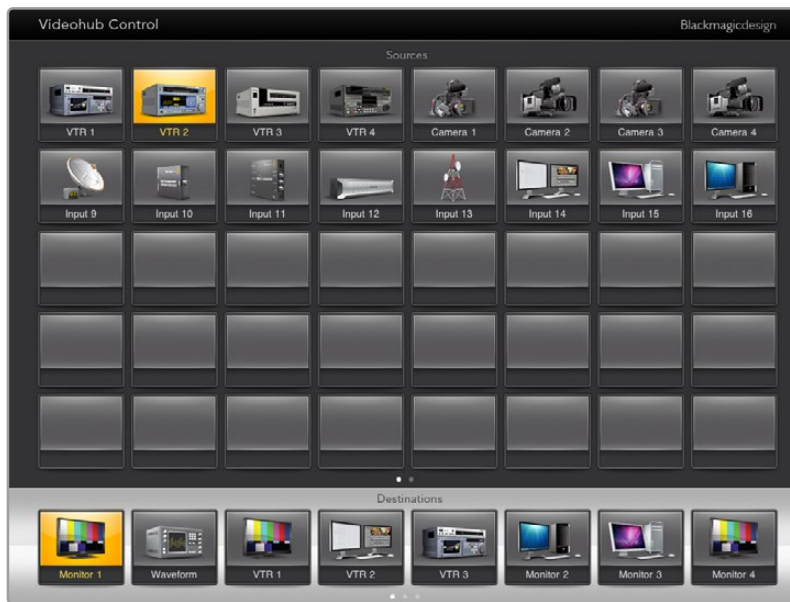 Videohub Control Blackmagicdesign
Sources
VTR 1 VTR 2 VTR 3 VTR 4 Camera 1 Camera 2 Camera 3 Camera 4
Input 9 Input 10 Input 11 Input 12 Input 13 Input 14 Input 15 Input 16
Destinations
Monitor 1 Waveform VTR 1 VTR 2 VTR 3 Monitor 2 Monitor 3 Monitor 4